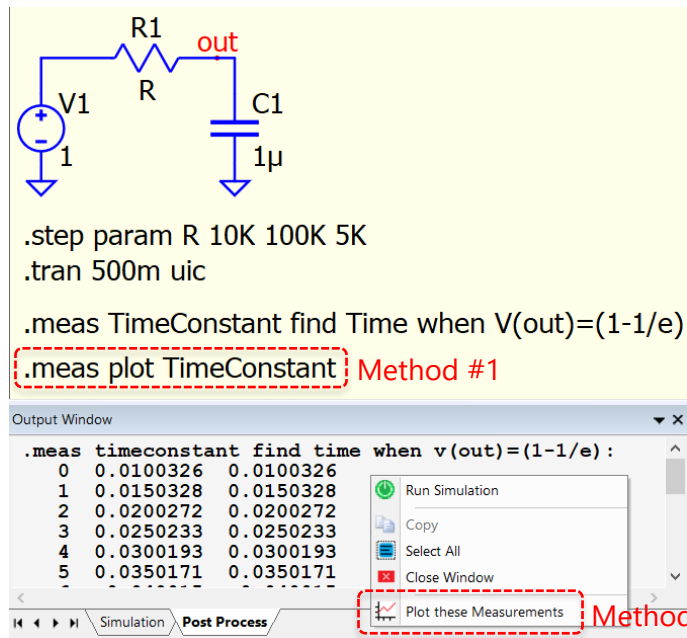 R1
out
R
V1
1
C1
1µ
.step param R 10K 100K 5K
.tran 500m uic
.meas TimeConstant find Time when V(out)=(1-1/e)
.meas plot TimeConstant Method #1
Output Window
.meas timeconstant find time when v(out)=(1-1/e):
0 0.0100326 0.0100326
1 0.0150328 0.0150328
2 0.0200272 0.0200272
3 0.0250233 0.0250233
4 0.0300193 0.0300193
5 0.0350171 0.0350171
Run Simulation
Copy
Select All
Close Window
Plot these Measurements
Method
Simulation Post Process